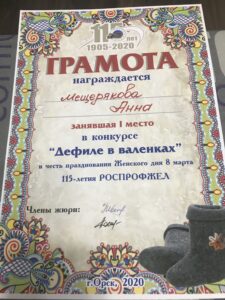 115 лет
1905-2020
ГРАМОТА
награждается
Мещерякова
Анна
занявшая I место
в конкурсе
"Дефиле в валенках"
в честь празднования Женского дня 8 марта
115-летия РОСПРОФЖЕЛ
Члены жюри:
г.Орск, 2020